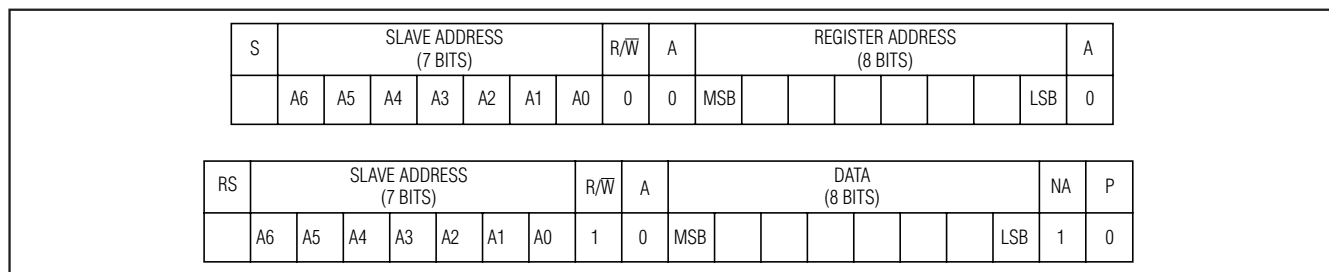 S SLAVE ADDRESS (7 BITS) R/W̅ A REGISTER ADDRESS (8 BITS) A
A6 A5 A4 A3 A2 A1 A0 0 0 MSB LSB 0
RS SLAVE ADDRESS (7 BITS) R/W̅ A DATA (8 BITS) NA P
A6 A5 A4 A3 A2 A1 A0 1 0 MSB LSB 1 0